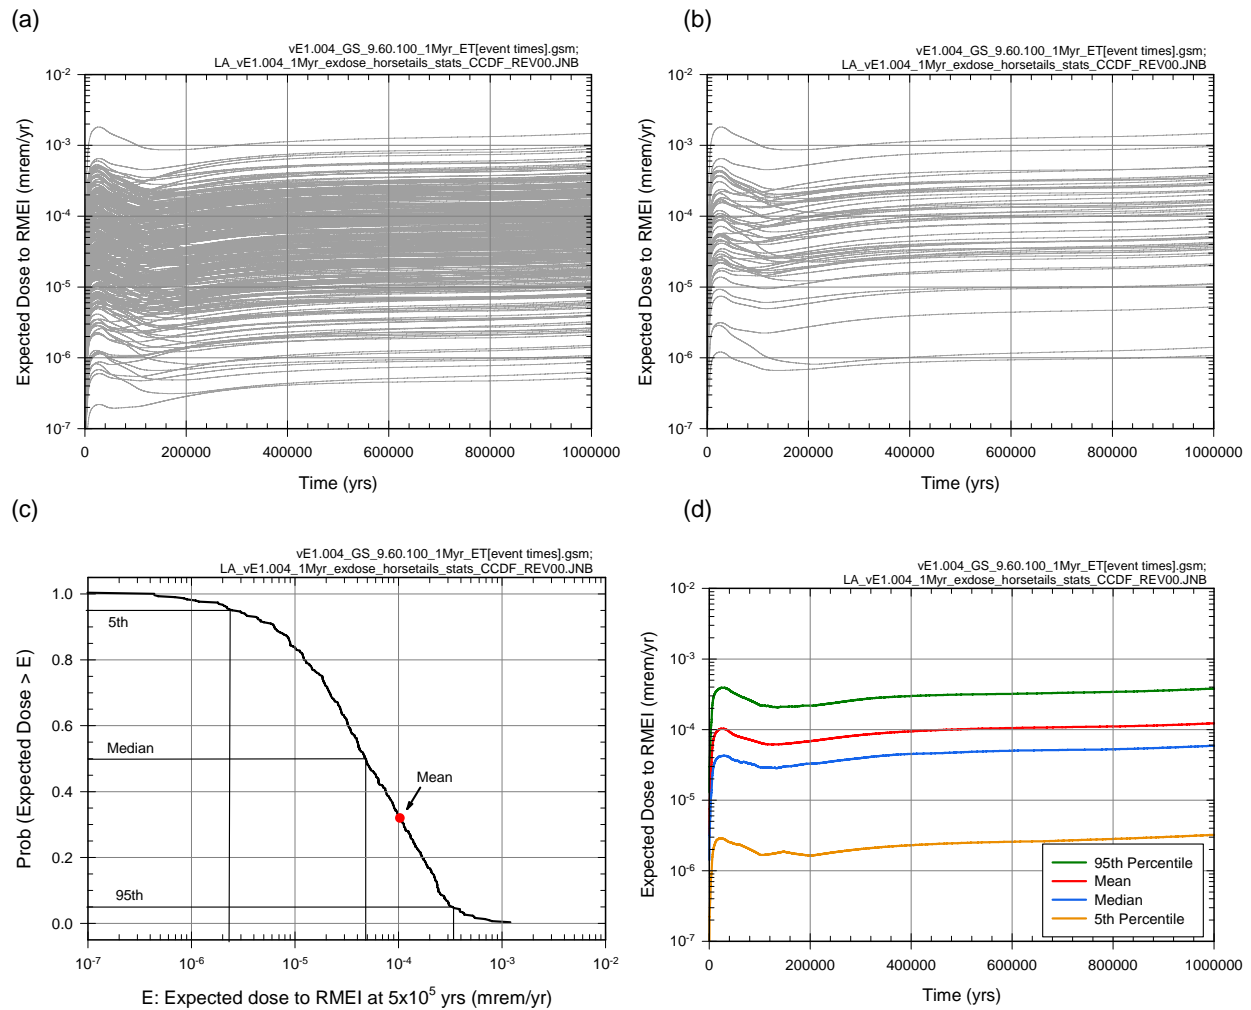 (a)
vE1.004_GS_9.60.100_1Myr_ET[event times].gsm;
LA_vE1.004_1Myr_exdose_horsetails_stats_CCDF_REV00.JNB
Expected Dose to RMEI (mrem/yr)
10-2
10-3
10-4
10-5
10-6
10-7
0 200000 400000 600000 800000 1000000
Time (yrs)
(b)
vE1.004_GS_9.60.100_1Myr_ET[event times].gsm;
LA_vE1.004_1Myr_exdose_horsetails_stats_CCDF_REV00.JNB
Expected Dose to RMEI (mrem/yr)
10-2
10-3
10-4
10-5
10-6
10-7
0 200000 400000 600000 800000 1000000
Time (yrs)
(c)
vE1.004_GS_9.60.100_1Myr_ET[event times].gsm;
LA_vE1.004_1Myr_exdose_horsetails_stats_CCDF_REV00.JNB
Prob (Expected Dose > E)
1.0
5th
0.8
0.6
Median
0.4
Mean
0.2
95th
0.0
10-7 10-6 10-5 10-4 10-3 10-2
E: Expected dose to RMEI at 5x105 yrs (mrem/yr)
(d)
vE1.004_GS_9.60.100_1Myr_ET[event times].gsm;
LA_vE1.004_1Myr_exdose_horsetails_stats_CCDF_REV00.JNB
Expected Dose to RMEI (mrem/yr)
10-2
10-3
10-4
10-5
10-6
10-7
95th Percentile
Mean
Median
5th Percentile
0 200000 400000 600000 800000 1000000
Time (yrs)